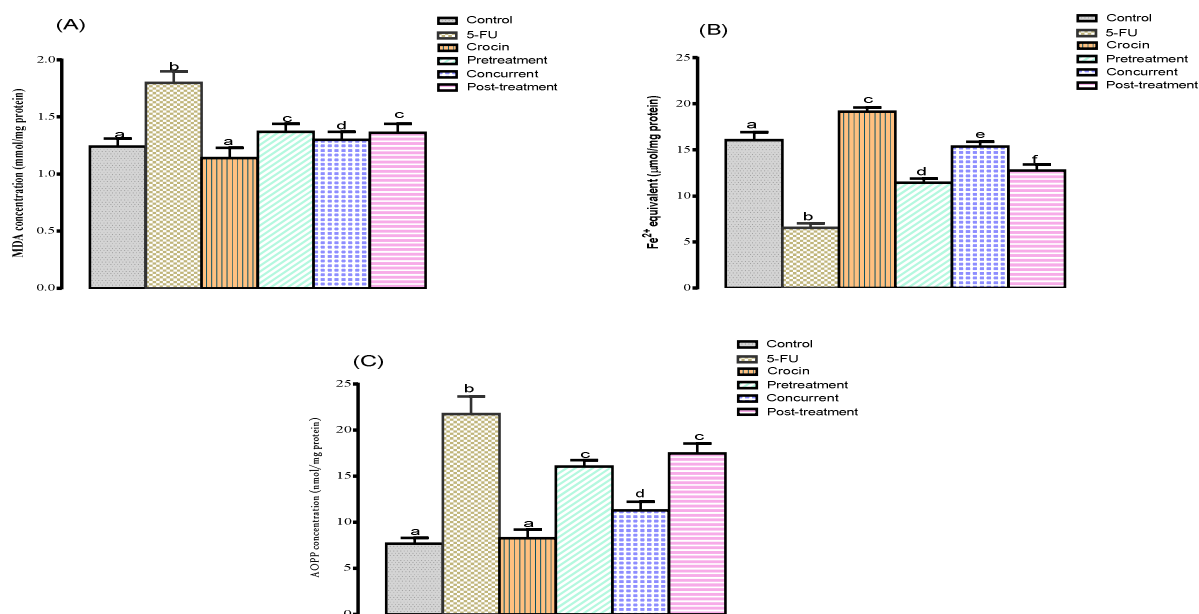 (A)
Control
5-FU
Crocin
Pretreatment
Concurrent
Post-treatment
MDA concentration (mmol/mg protein)
2.0
1.5
1.0
0.5
0.0
a
b
a
c
d
c
(B)
Control
5-FU
Crocin
Pretreatment
Concurrent
Post-treatment
Fe2+ equivalent (μmol/mg protein)
25
20
15
10
5
0
a
b
c
d
e
f
(C)
Control
5-FU
Crocin
Pretreatment
Concurrent
Post-treatment
AOPP concentration (nmol/mg protein)
25
20
15
10
5
0
a
b
a
c
d
c